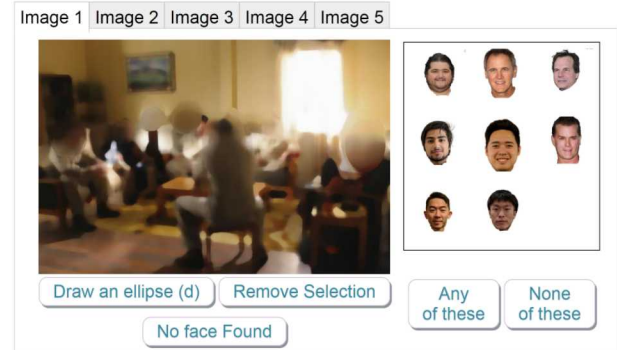 Image 1 Image 2 Image 3 Image 4 Image 5
Draw an ellipse (d) Remove Selection
No face Found
Any
of these
None
of these